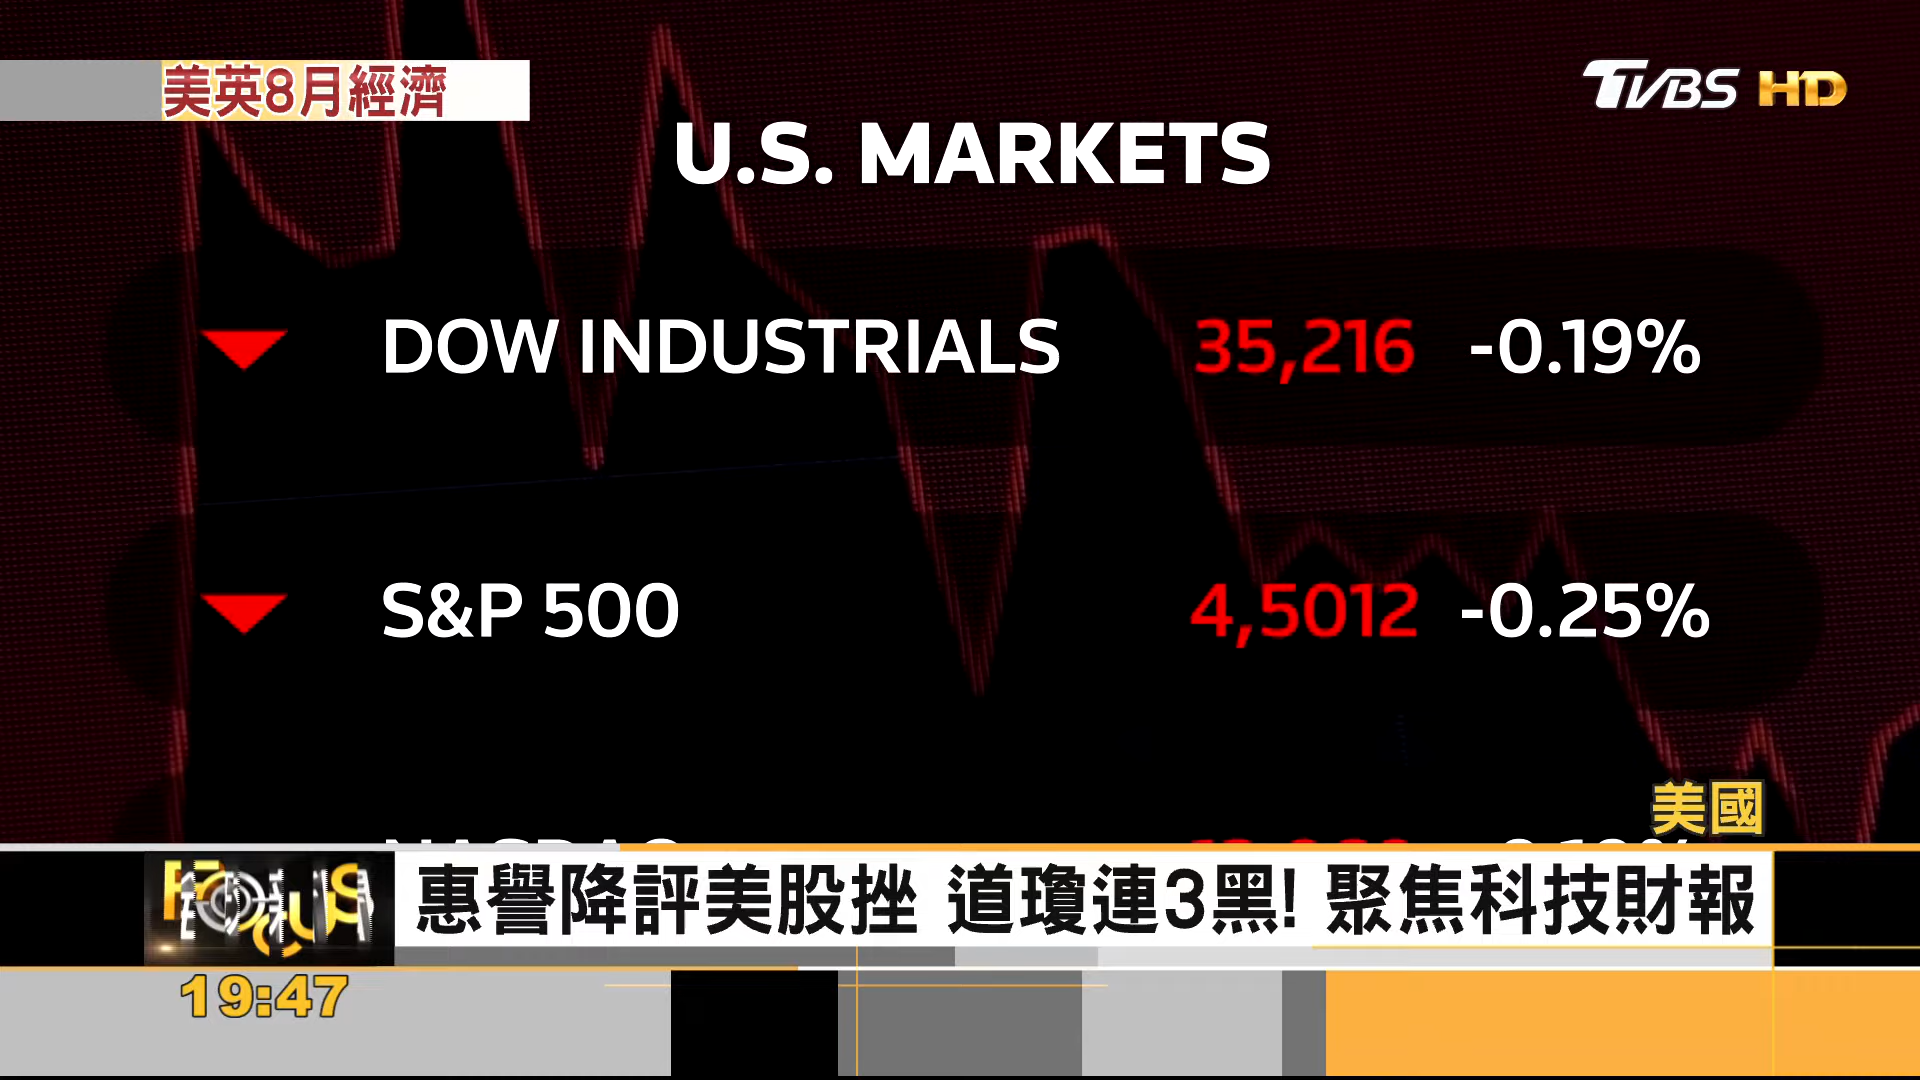 美英8月經濟
TVBS HD
U.S. MARKETS
DOW INDUSTRIALS 35,216 -0.19%
S&P 500 4,5012 -0.25%
美國
惠譽降評美股挫 道瓊連3黑! 聚焦科技財報
19:47